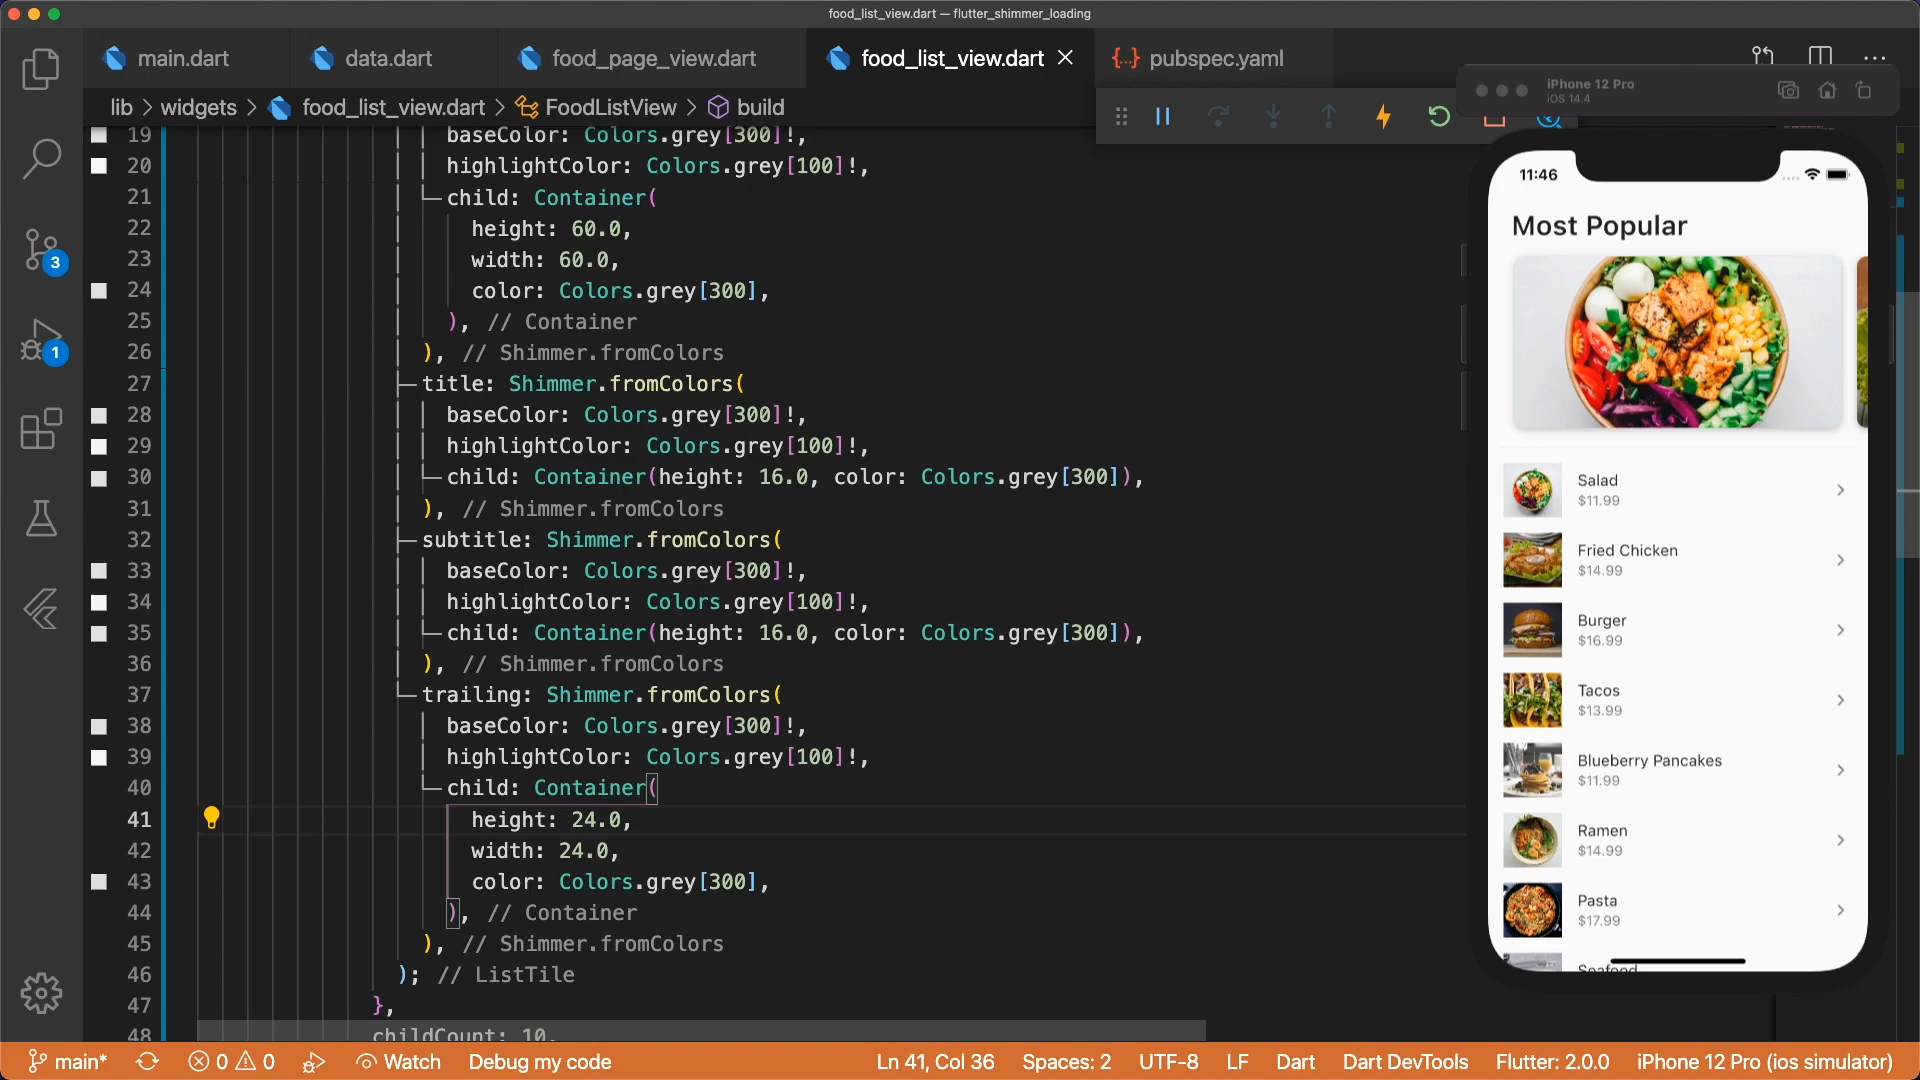 food_list_view.dart — flutter_shimmer_loading
main.dart
data.dart
food_page_view.dart
food_list_view.dart
{..} pubspec.yaml
lib > widgets > food_list_view.dart > FoodListView > build
iPhone 12 Pro
iOS 14.4
19 baseColor: Colors.grey[300]!,
20 highlightColor: Colors.grey[100]!,
21 child: Container(
22 height: 60.0,
23 width: 60.0,
24 color: Colors.grey[300],
25 ), // Container
26 ), // Shimmer.fromColors
27 title: Shimmer.fromColors(
28 baseColor: Colors.grey[300]!,
29 highlightColor: Colors.grey[100]!,
30 child: Container(height: 16.0, color: Colors.grey[300]),
31 ), // Shimmer.fromColors
32 subtitle: Shimmer.fromColors(
33 baseColor: Colors.grey[300]!,
34 highlightColor: Colors.grey[100]!,
35 child: Container(height: 16.0, color: Colors.grey[300]),
36 ), // Shimmer.fromColors
37 trailing: Shimmer.fromColors(
38 baseColor: Colors.grey[300]!,
39 highlightColor: Colors.grey[100]!,
40 child: Container(
41 height: 24.0,
42 width: 24.0,
43 color: Colors.grey[300],
44 ), // Container
45 ), // Shimmer.fromColors
46 ); // ListTile
47 },
48 childCount: 10,
3
1
11:46
Most Popular
Salad
$11.99
Fried Chicken
$14.99
Burger
$16.99
Tacos
$13.99
Blueberry Pancakes
$11.99
Ramen
$14.99
Pasta
$17.99
Seafood
main* 0 0 Watch Debug my code Ln 41, Col 36 Spaces: 2 UTF-8 LF Dart Dart DevTools Flutter: 2.0.0 iPhone 12 Pro (ios simulator)